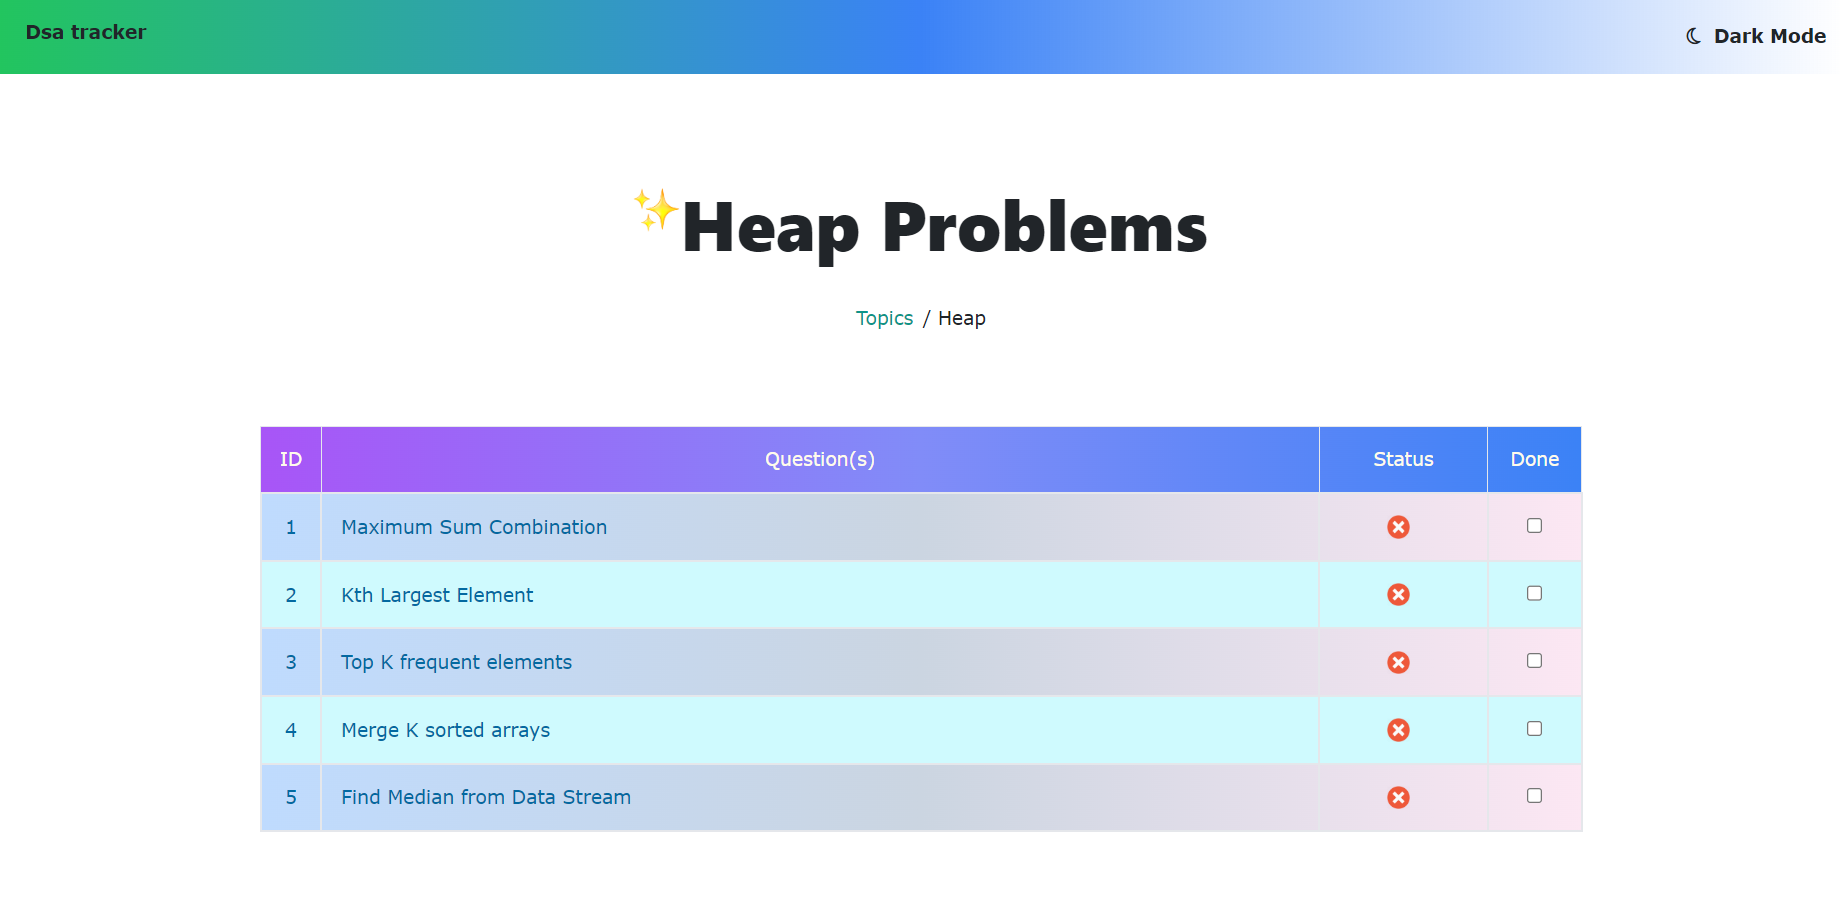 Dsa tracker
Dark Mode
Heap Problems
Topics / Heap
ID Question(s) Status Done
1 Maximum Sum Combination
2 Kth Largest Element
3 Top K frequent elements
4 Merge K sorted arrays
5 Find Median from Data Stream